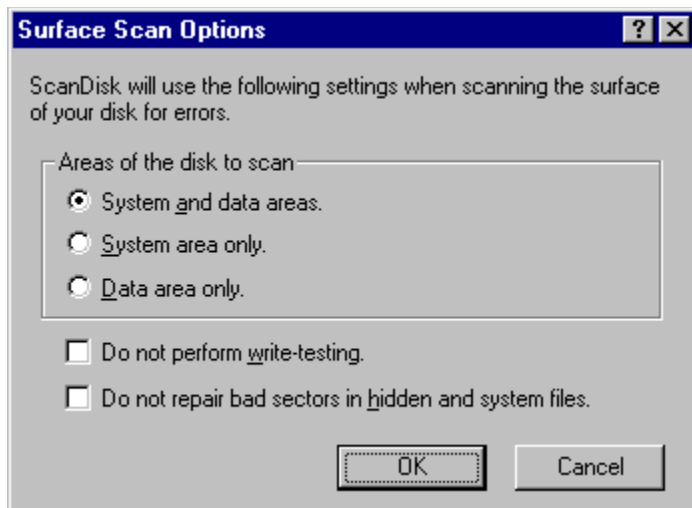 Surface Scan Options
ScanDisk will use the following settings when scanning the surface
of your disk for errors.
Areas of the disk to scan
System and data areas.
System area only.
Data area only.
Do not perform write-testing.
Do not repair bad sectors in hidden and system files.
OK Cancel